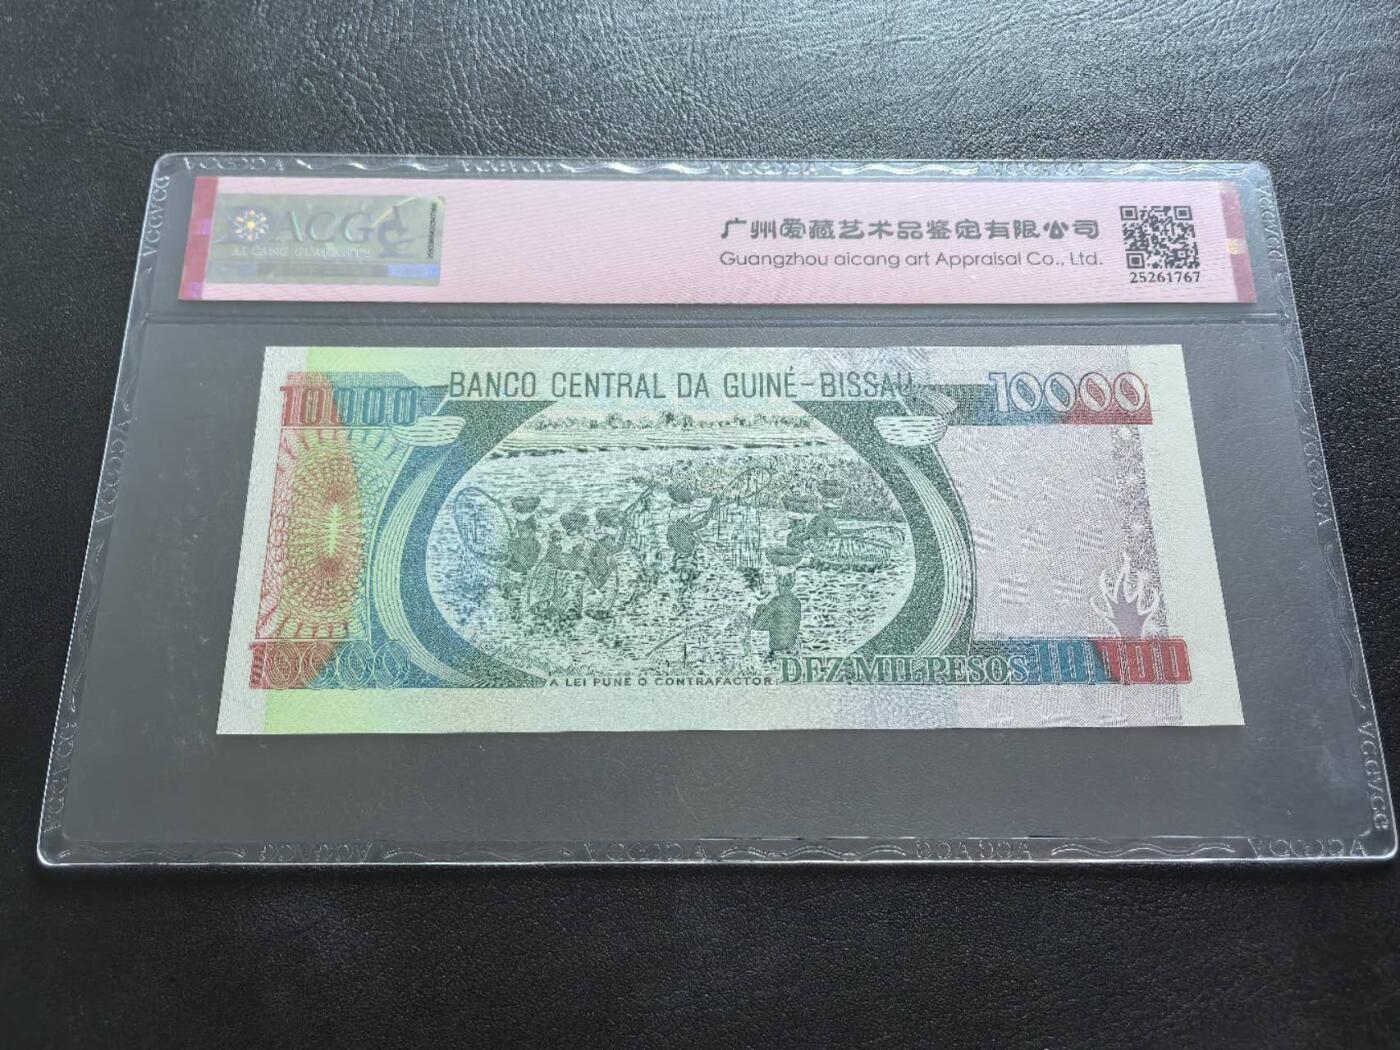 ACG
广州爱藏艺术品鉴定有限公司
Guangzhou aicang art Appraisal Co., Ltd.
25261767
BANCO CENTRAL DA GUINÉ-BISSAU
10000
10000
10000
A LEI PUNE O CONTRAFACTOR
DEZ MIL PESOS
10000